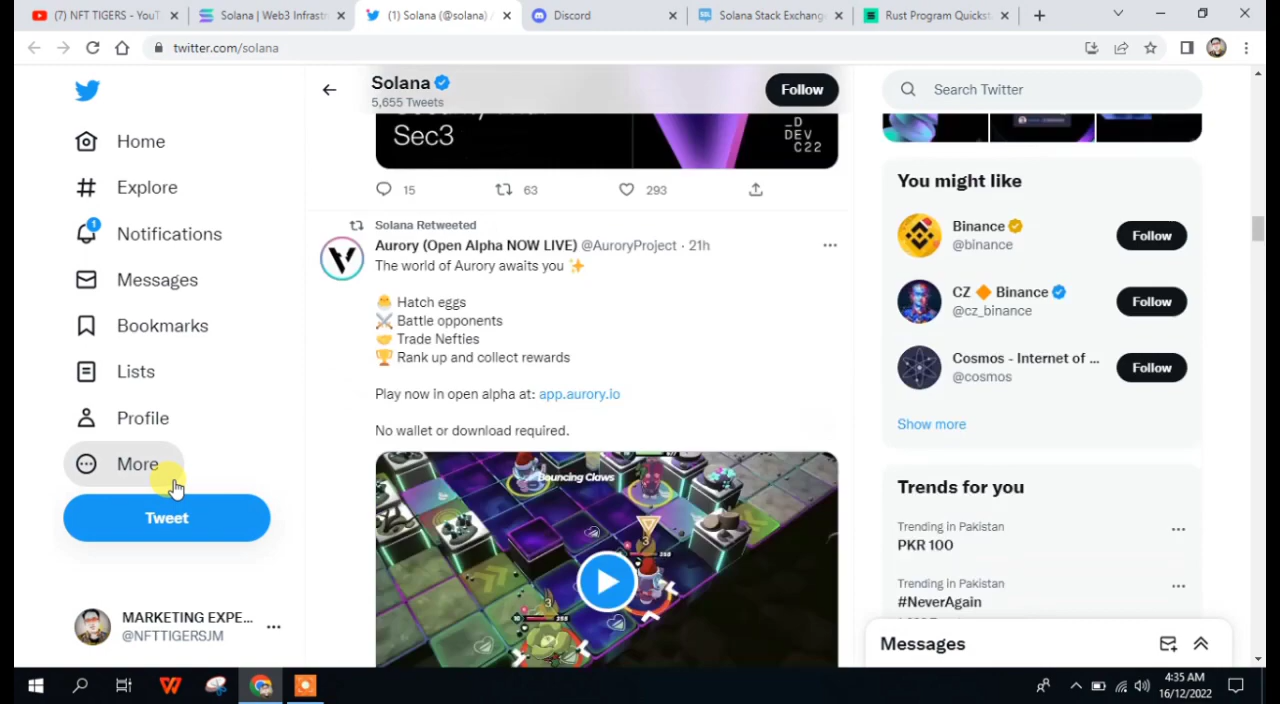 (7) NFT TIGERS - YouT
Solana | Web3 Infrastr
(1) Solana (@solana) /
Discord
Solana Stack Exchange
Rust Program Quickst
twitter.com/solana
Solana
5,655 Tweets
Follow
Search Twitter
Home
Explore
1
Notifications
Messages
Bookmarks
Lists
Profile
More
Tweet
MARKETING EXPE...
@NFTTIGERSJM
Sec3
_D
DEV
C22
15
63
293
Solana Retweeted
Aurory (Open Alpha NOW LIVE) @AuroryProject · 21h
The world of Aurory awaits you ✨
🐣 Hatch eggs
⚔️ Battle opponents
🤝 Trade Nefties
🏆 Rank up and collect rewards
Play now in open alpha at: app.aurory.io
No wallet or download required.
Bouncing Claws
3
3
You might like
Binance
@binance
Follow
CZ 🔶 Binance
@cz_binance
Follow
Cosmos - Internet of ...
@cosmos
Follow
Show more
Trends for you
Trending in Pakistan
PKR 100
Trending in Pakistan
#NeverAgain
Messages
4:35 AM
16/12/2022